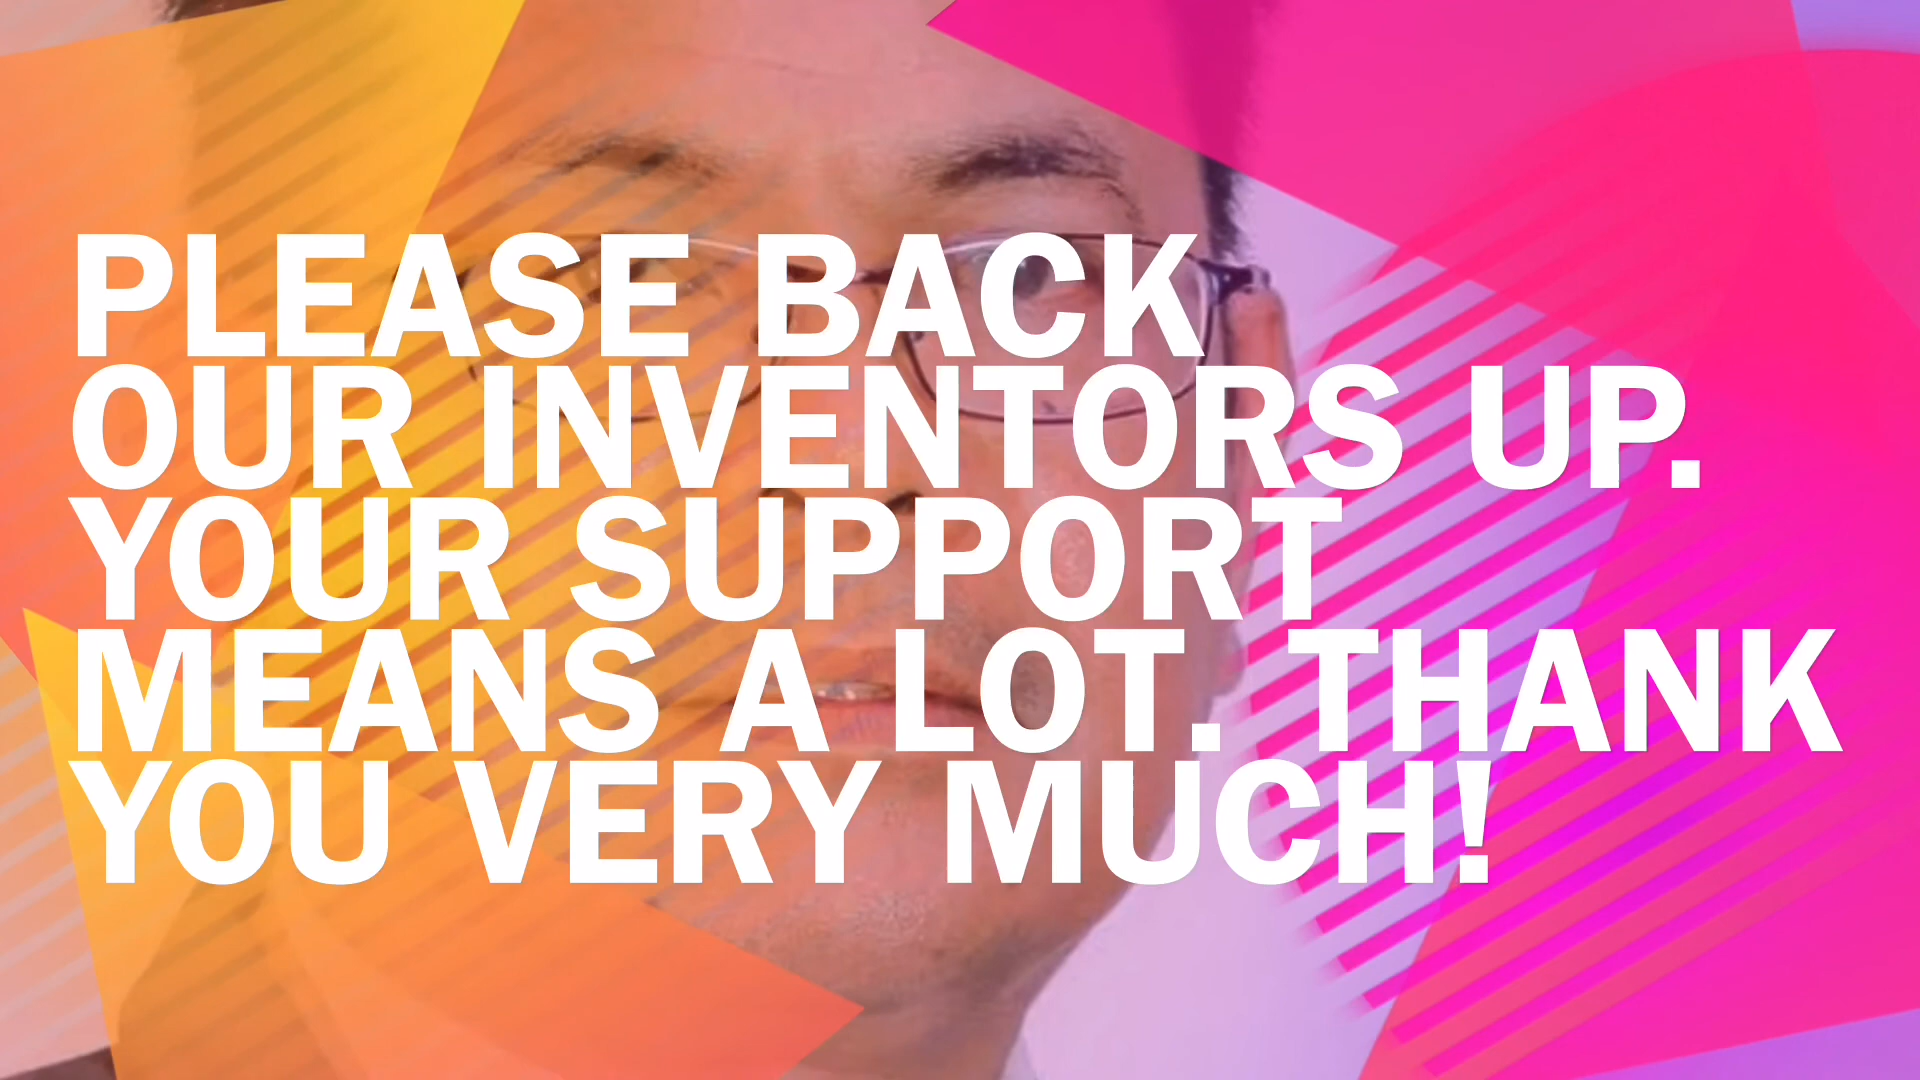 PLEASE BACK
OUR INVENTORS UP.
YOUR SUPPORT
MEANS A LOT. THANK
YOU VERY MUCH!